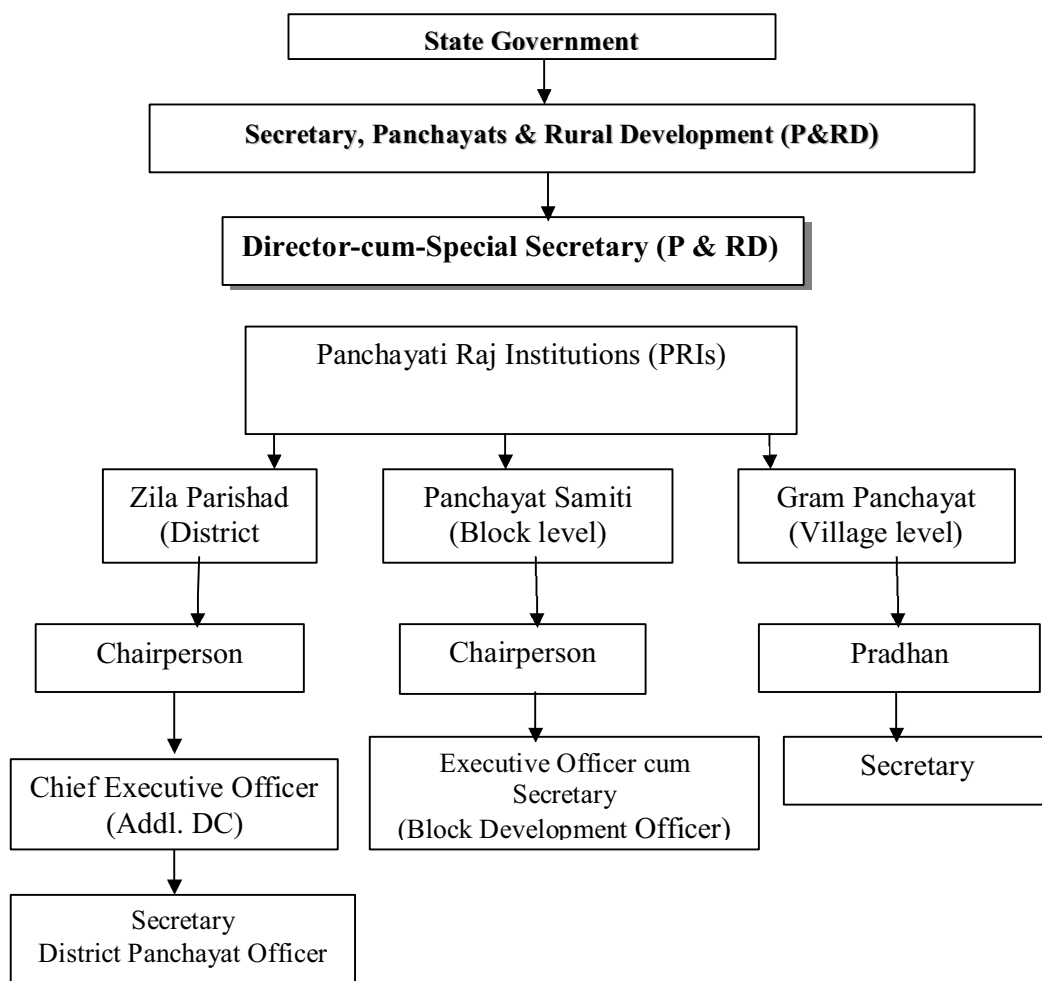 State Government
Secretary, Panchayats & Rural Development (P&RD)
Director-cum-Special Secretary (P & RD)
Panchayati Raj Institutions (PRIs)
Zila Parishad
(District
Panchayat Samiti
(Block level)
Gram Panchayat
(Village level)
Chairperson
Chairperson
Pradhan
Chief Executive Officer
(Addl. DC)
Executive Officer cum
Secretary
(Block Development Officer)
Secretary
Secretary
District Panchayat Officer